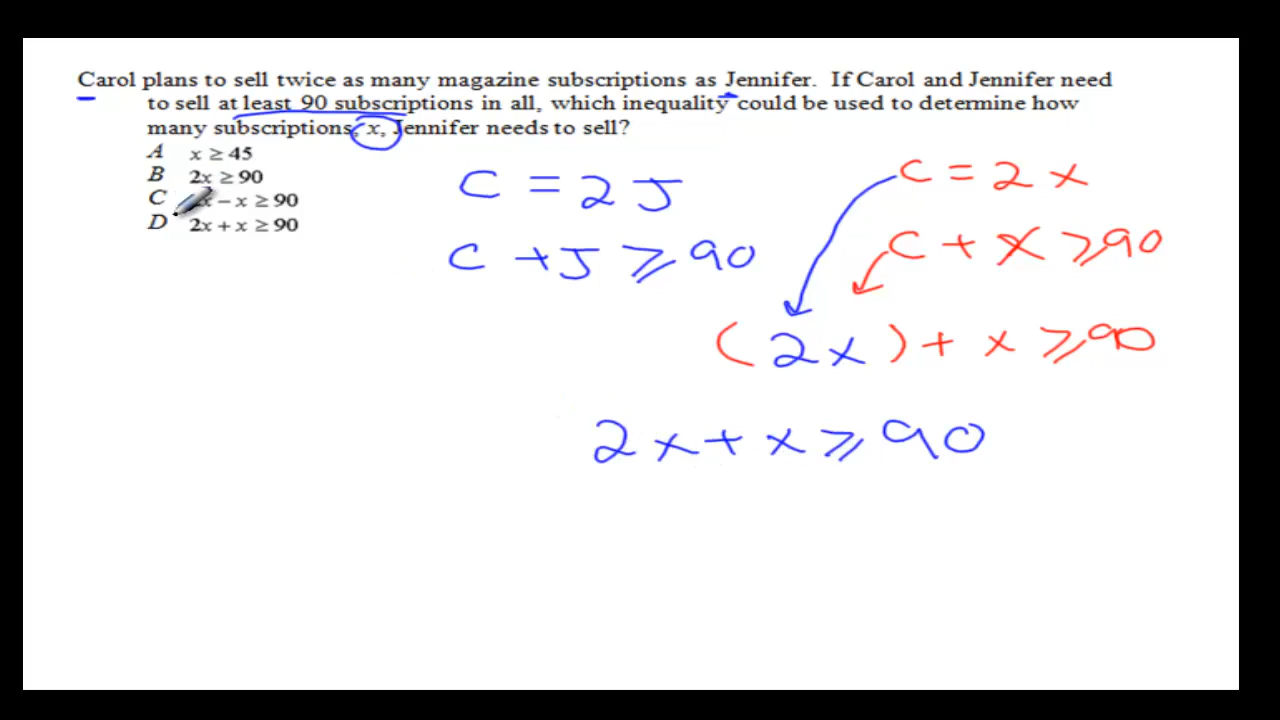 Carol plans to sell twice as many magazine subscriptions as Jennifer. If Carol and Jennifer need
to sell at least 90 subscriptions in all, which inequality could be used to determine how
many subscriptions, x, Jennifer needs to sell?
A x ≥ 45
B 2x ≥ 90
C x − x ≥ 90
D 2x + x ≥ 90
C = 2J
C + J ≥ 90
C = 2x
C + x ≥ 90
(2x) + x ≥ 90
2x + x ≥ 90